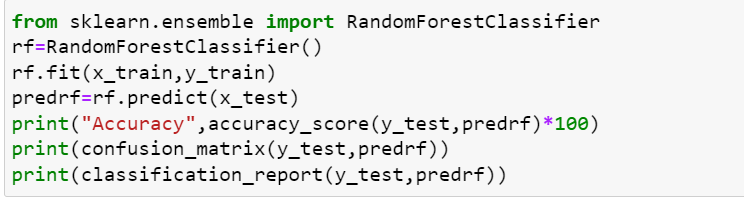 from sklearn.ensemble import RandomForestClassifier
rf=RandomForestClassifier()
rf.fit(x_train,y_train)
predrf=rf.predict(x_test)
print("Accuracy",accuracy_score(y_test,predrf)*100)
print(confusion_matrix(y_test,predrf))
print(classification_report(y_test,predrf))